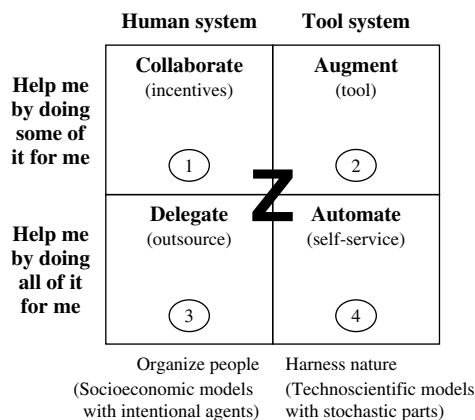 Human system Tool system
Help me
by doing
some of
it for me
Collaborate
(incentives)
1
Augment
(tool)
2
Z
Help me
by doing
all of it
for me
Delegate
(outsource)
3
Automate
(self-service)
4
Organize people
(Socioeconomic models
with intentional agents)
Harness nature
(Technoscientific models
with stochastic parts)